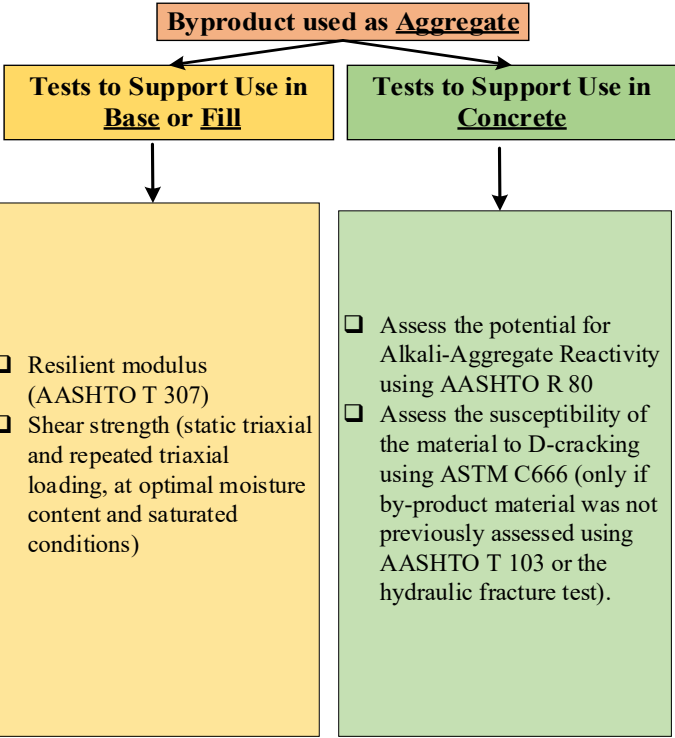 Byproduct used as Aggregate
Tests to Support Use in
Base or Fill
Tests to Support Use in
Concrete
❑ Resilient modulus
(AASHTO T 307)
❑ Shear strength (static triaxial
and repeated triaxial
loading, at optimal moisture
content and saturated
conditions)
❑ Assess the potential for
Alkali-Aggregate Reactivity
using AASHTO R 80
❑ Assess the susceptibility of
the material to D-cracking
using ASTM C666 (only if
by-product material was not
previously assessed using
AASHTO T 103 or the
hydraulic fracture test).